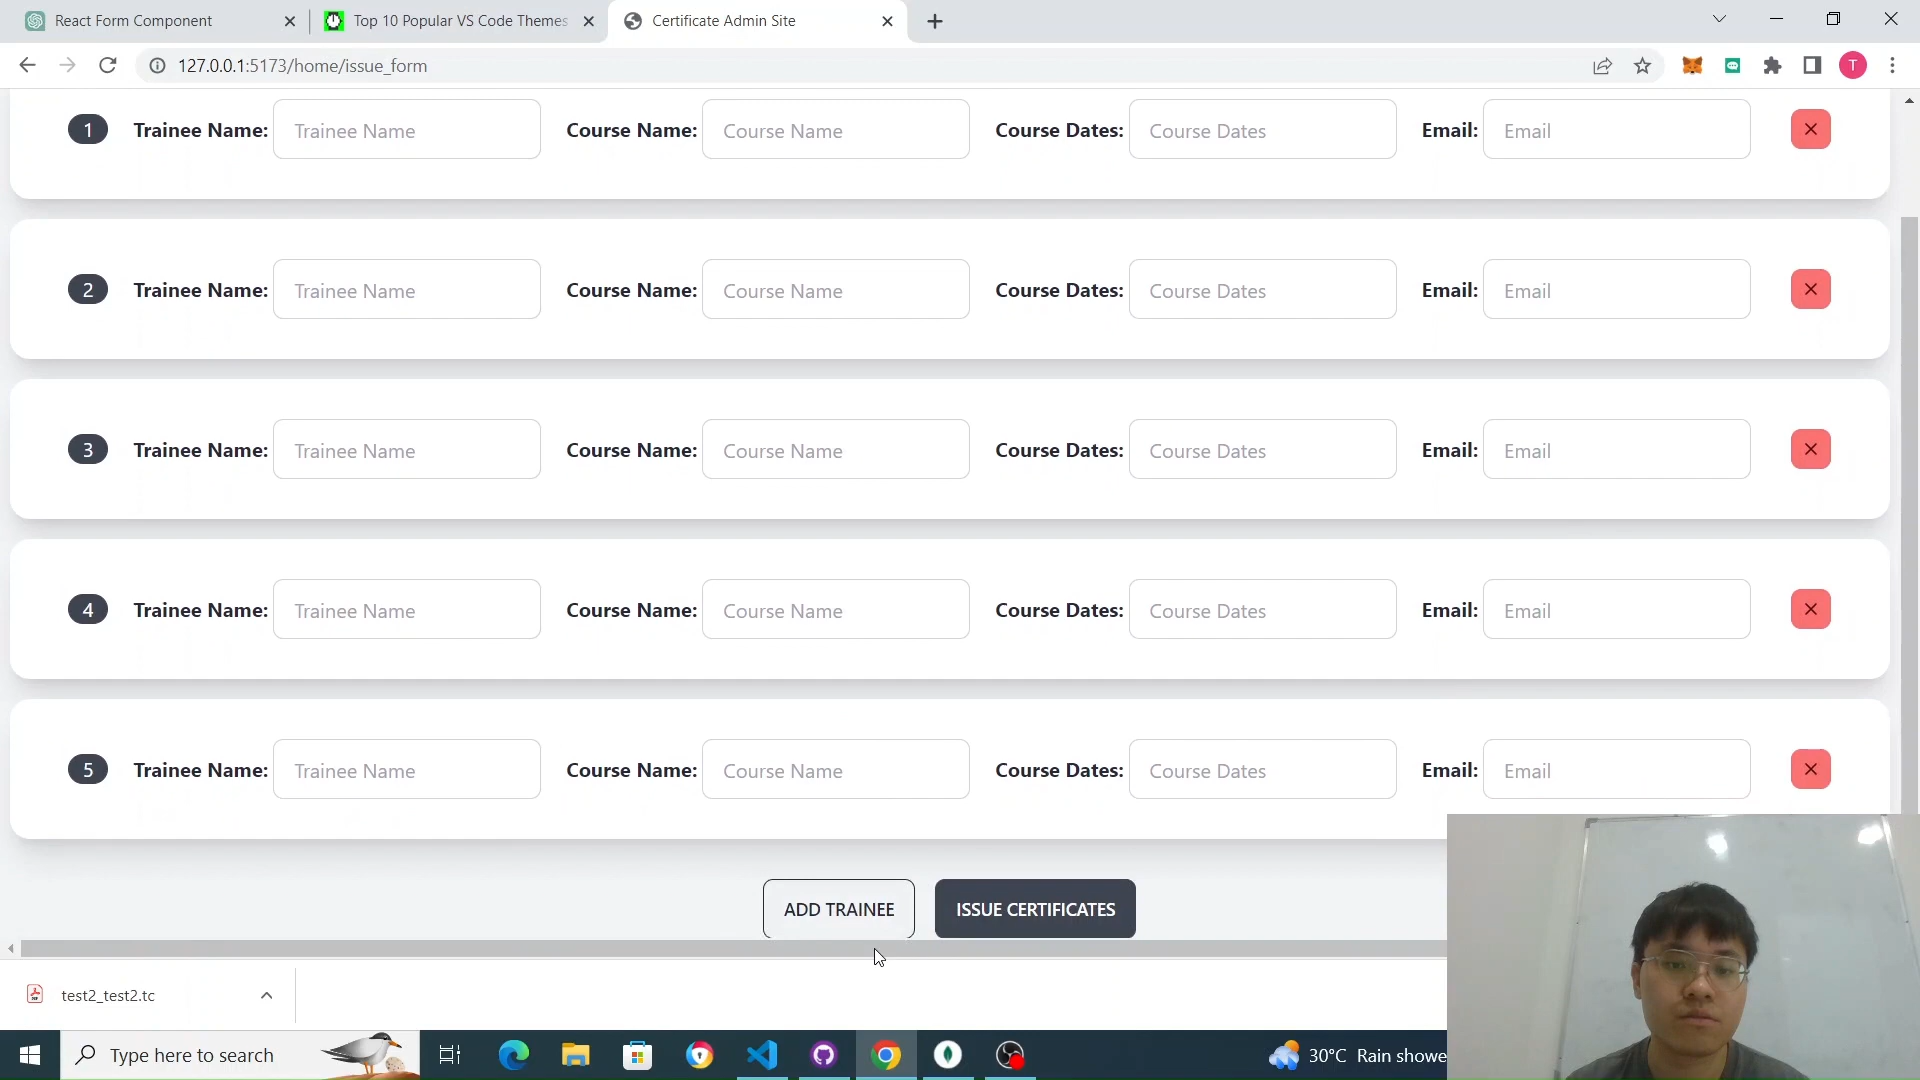 React Form Component
Top 10 Popular VS Code Themes
Certificate Admin Site
127.0.0.1:5173/home/issue_form
T
1 Trainee Name: Trainee Name Course Name: Course Name Course Dates: Course Dates Email: Email
2 Trainee Name: Trainee Name Course Name: Course Name Course Dates: Course Dates Email: Email
3 Trainee Name: Trainee Name Course Name: Course Name Course Dates: Course Dates Email: Email
4 Trainee Name: Trainee Name Course Name: Course Name Course Dates: Course Dates Email: Email
5 Trainee Name: Trainee Name Course Name: Course Name Course Dates: Course Dates Email: Email
ADD TRAINEE ISSUE CERTIFICATES
test2_test2.tc
Type here to search
30°C Rain showe